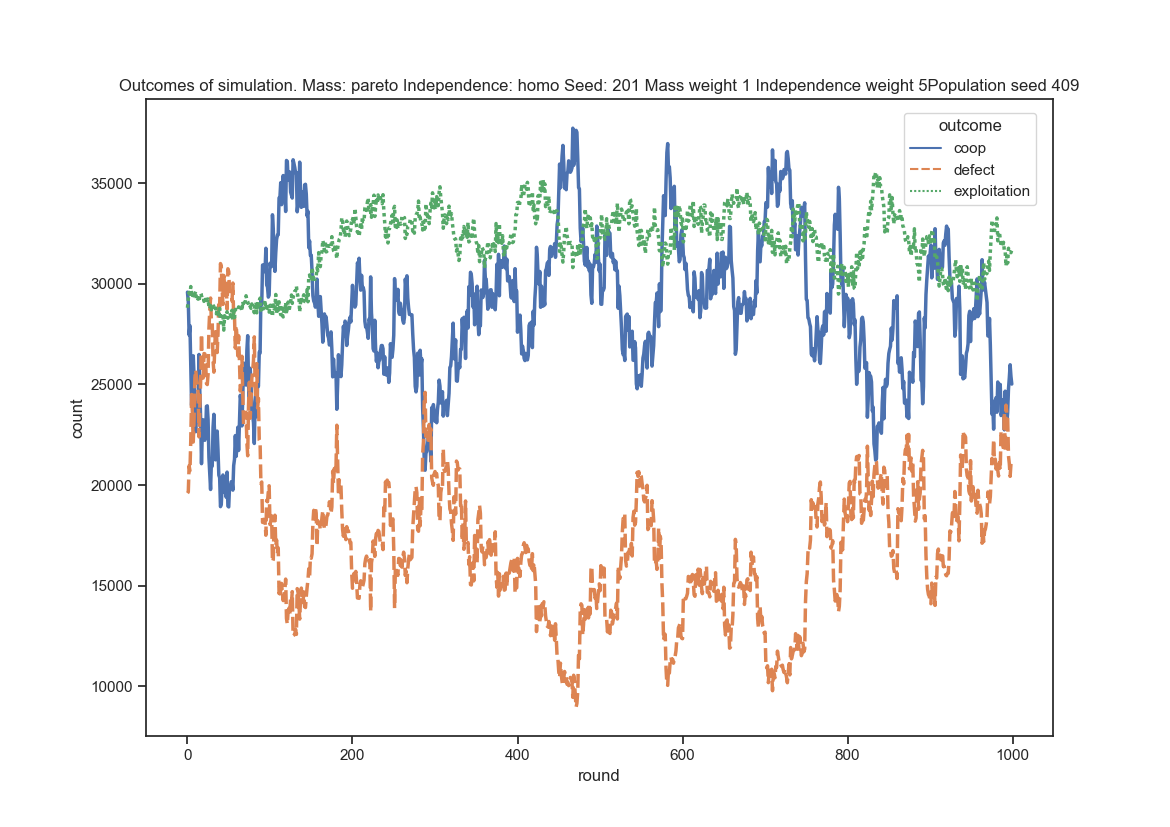 Outcomes of simulation. Mass: pareto Independence: homo Seed: 201 Mass weight 1 Independence weight 5Population seed 409
outcome
coop
defect
exploitation
35000
30000
25000
20000
15000
10000
count
0 200 400 600 800 1000
round